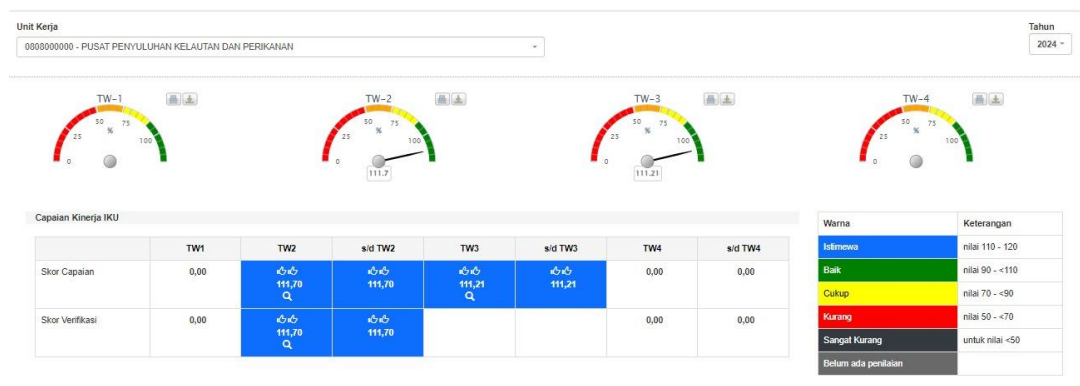 Unit Kerja
Tahun
0808000000 - PUSAT PENYULUHAN KELAUTAN DAN PERIKANAN
2024
TW-1
0 25 50 75 100
%
TW-2
0 25 50 75 100
%
111.7
TW-3
0 25 50 75 100
%
111.21
TW-4
0 25 50 75 100
%
Capaian Kinerja IKU
TW1 TW2 s/d TW2 TW3 s/d TW3 TW4 s/d TW4
Skor Capaian 0,00 111,70 111,70 111,21 111,21 0,00 0,00
Skor Verifikasi 0,00 111,70 111,70 0,00 0,00
Warna Keterangan
Istimewa nilai 110 - 120
Baik nilai 90 - <110
Cukup nilai 70 - <90
Kurang nilai 50 - <70
Sangat Kurang untuk nilai <50
Belum ada penilaian